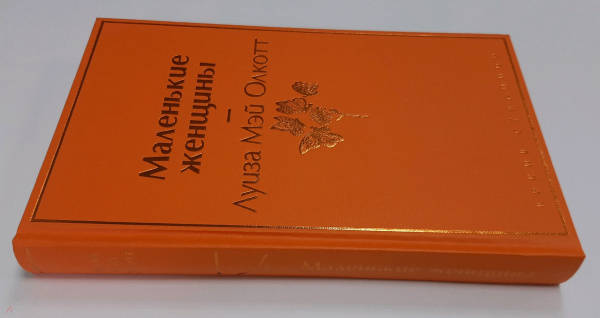 Маленькие
женщины
Луиза Мэй Олкотт
Маленькие женщины